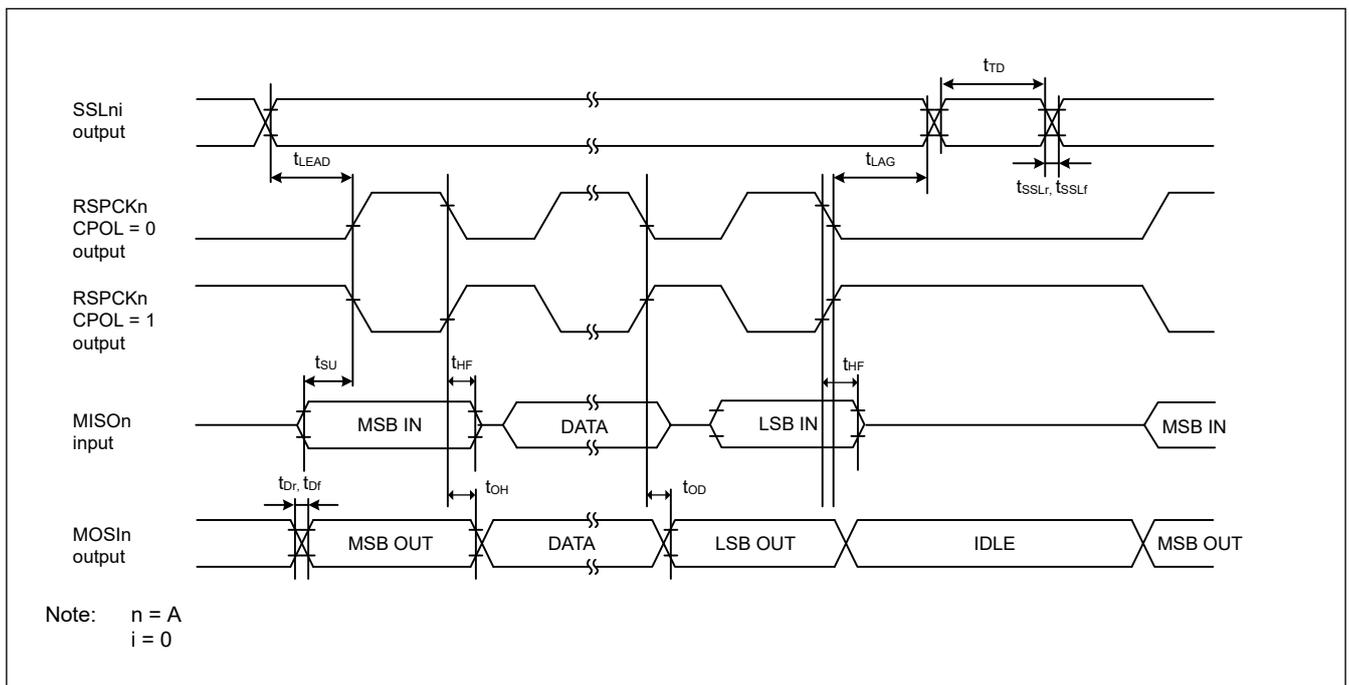 tTD
SSLni
output
tLEAD
tLAG
tSSLr, tSSLf
RSPCKn
CPOL = 0
output
RSPCKn
CPOL = 1
output
tSU
tHF
tHF
MISOn
input
MSB IN
DATA
LSB IN
MSB IN
tDr, tDf
tOH
tOD
MOSIn
output
MSB OUT
DATA
LSB OUT
IDLE
MSB OUT
Note: n = A
i = 0